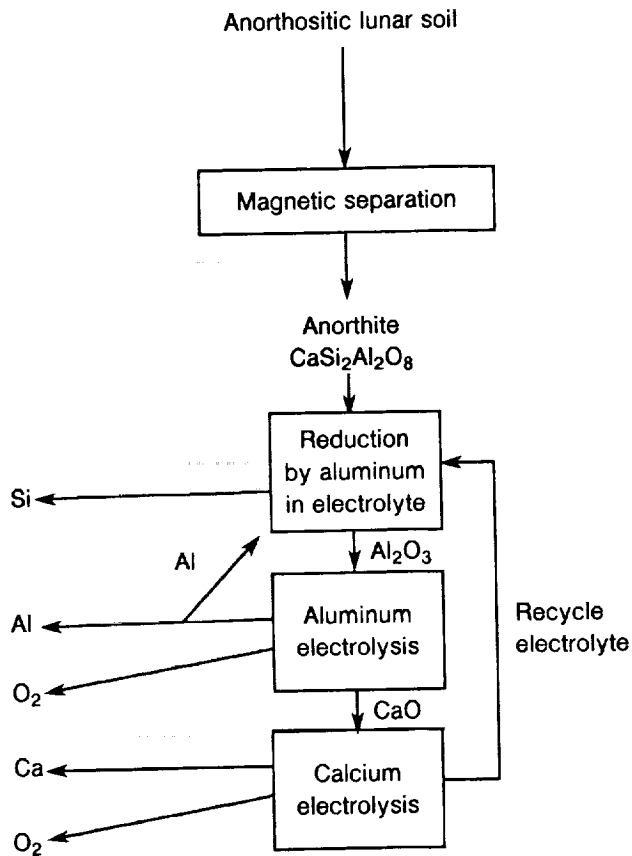 Anorthositic lunar soil
Magnetic separation
Anorthite
CaSi₂Al₂O₈
Reduction
by aluminum
in electrolyte
Si
Al₂O₃
Al
Al
Aluminum
electrolysis
Recycle
electrolyte
O₂
CaO
Ca
Calcium
electrolysis
O₂